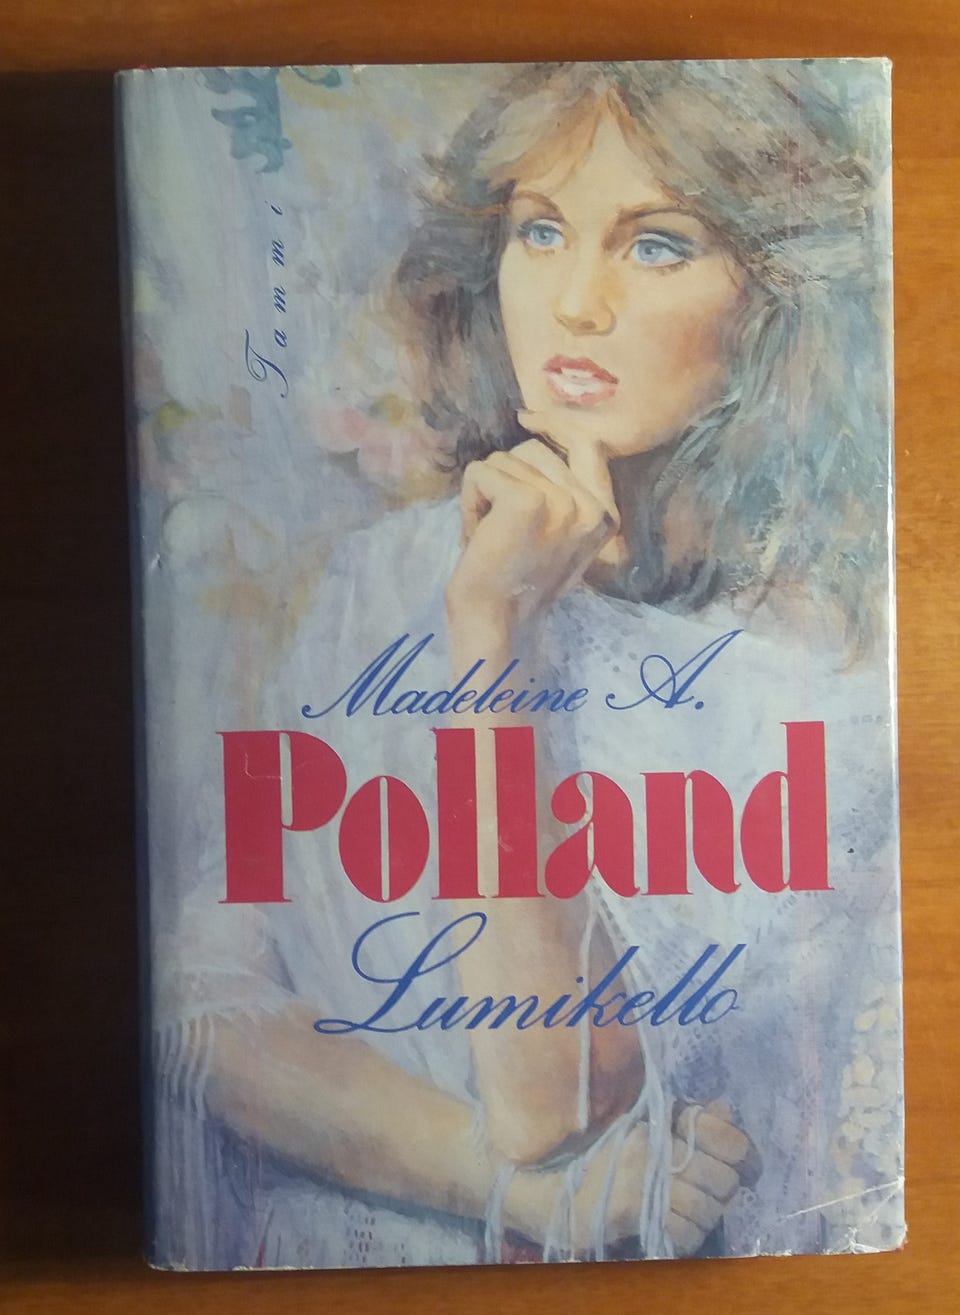 Tammi
Madeleine A.
Polland
Lumikello